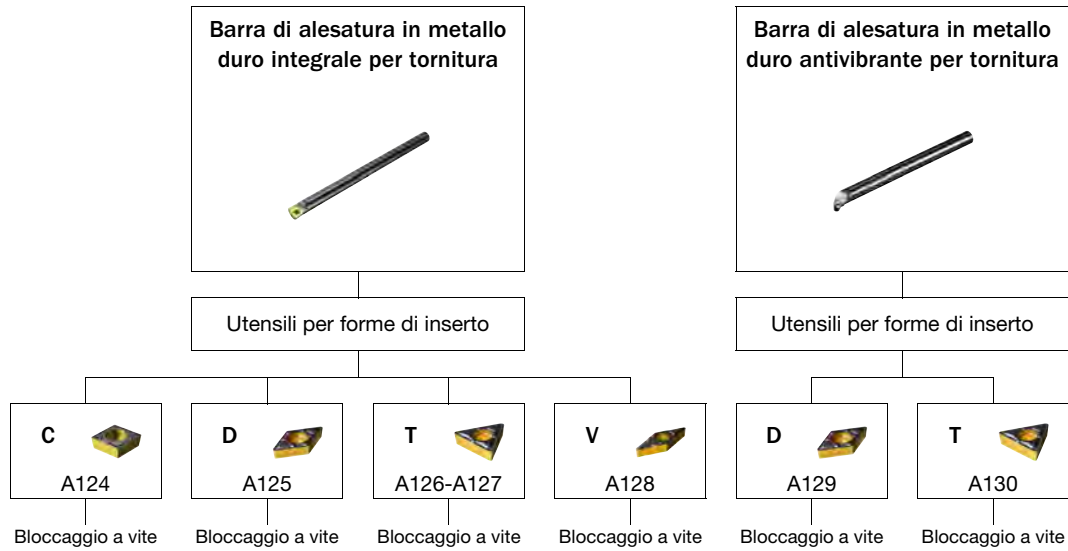 Barra di alesatura in metallo
duro integrale per tornitura
Utensili per forme di inserto
C
A124
Bloccaggio a vite
D
A125
Bloccaggio a vite
T
A126-A127
Bloccaggio a vite
V
A128
Bloccaggio a vite
Barra di alesatura in metallo
duro antivibrante per tornitura
Utensili per forme di inserto
D
A129
Bloccaggio a vite
T
A130
Bloccaggio a vite